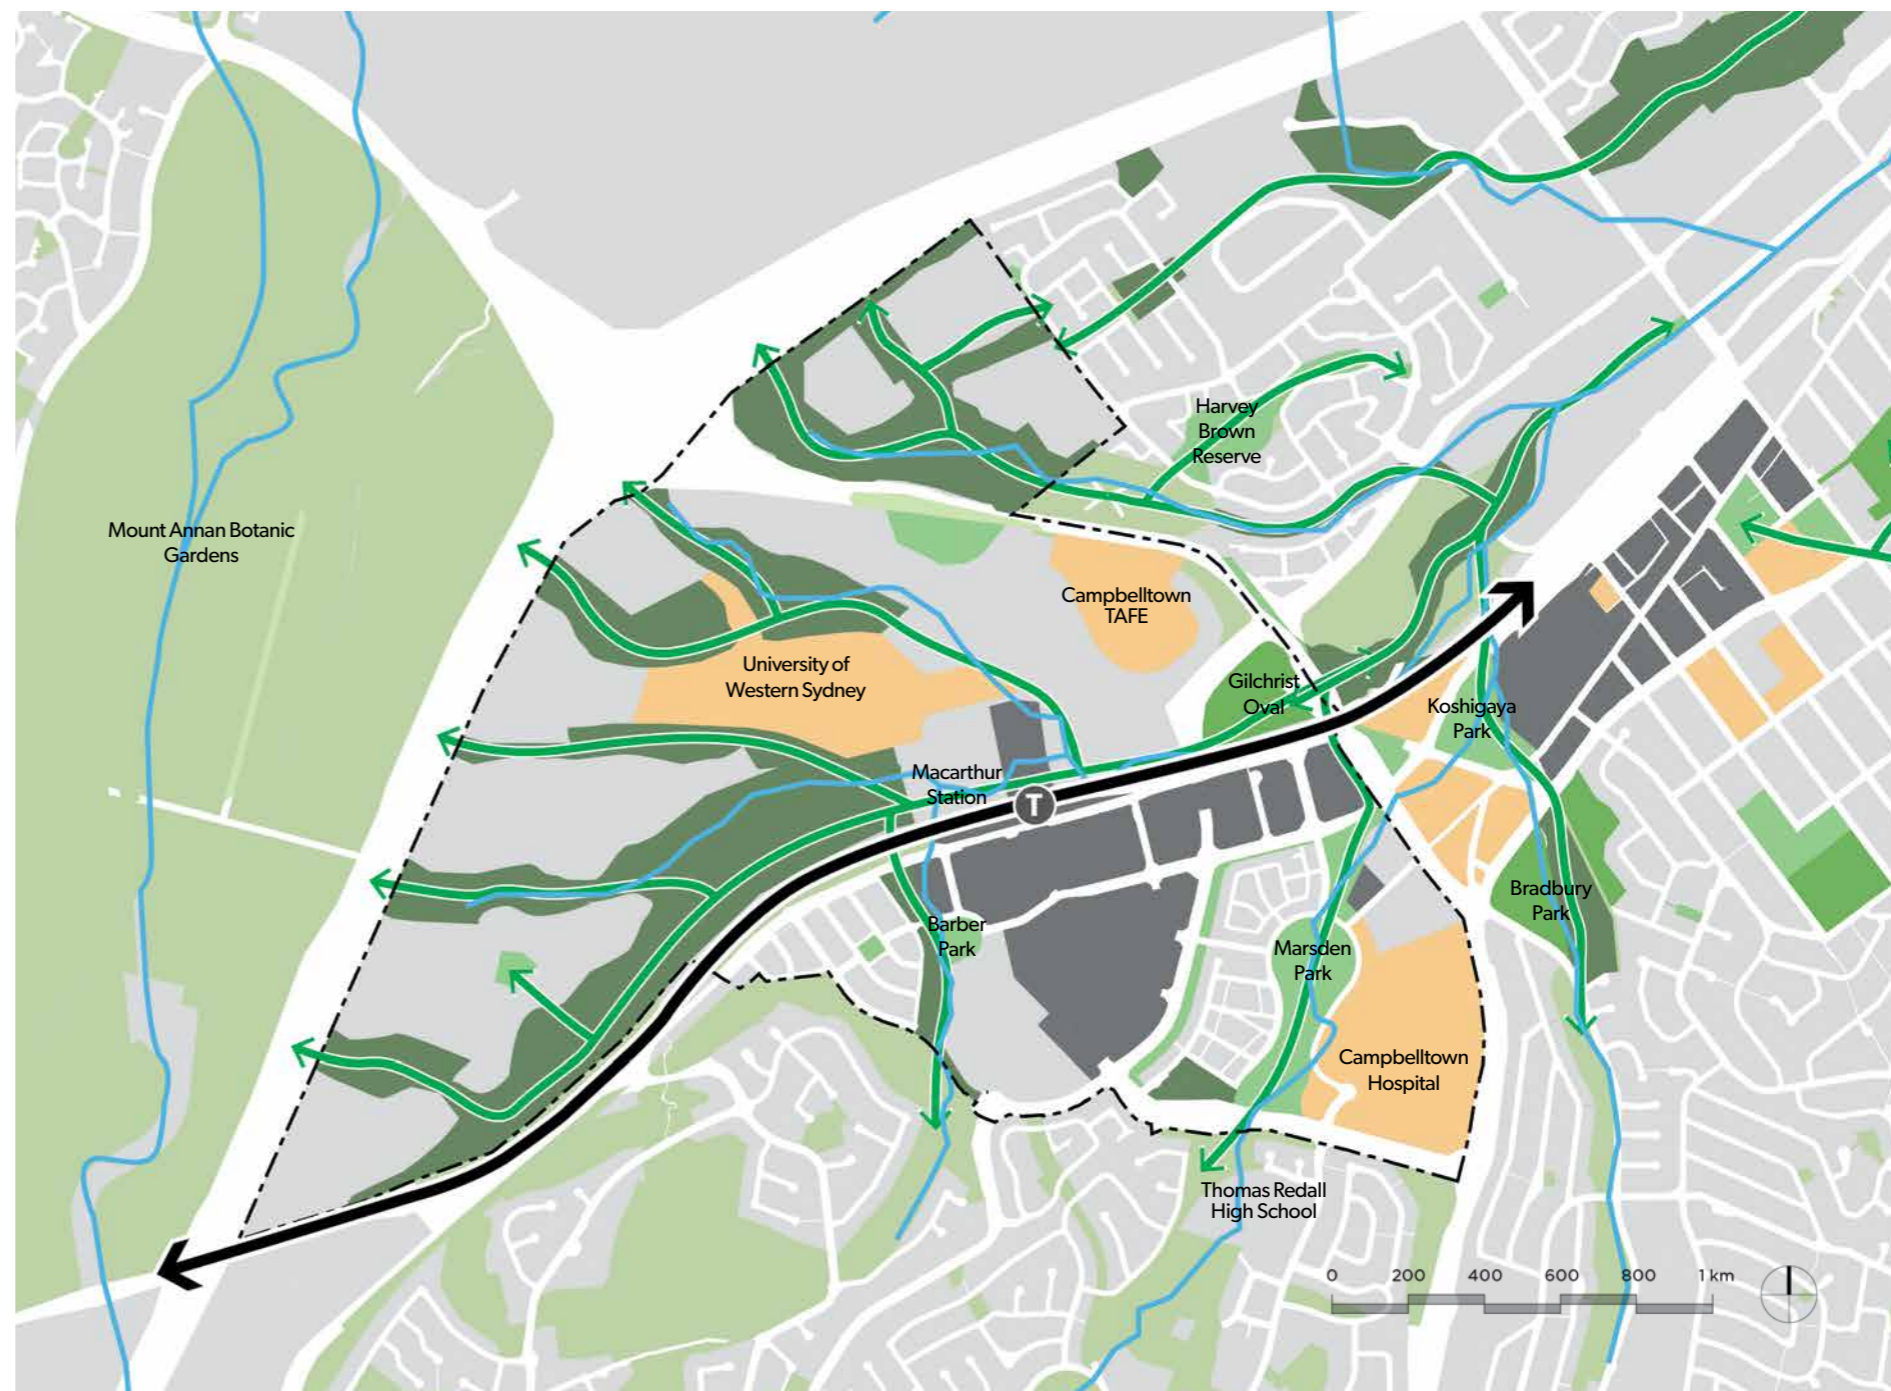 Harvey
Brown
Reserve
Mount Annan Botanic
Gardens
Campbelltown
TAFE
University of
Western Sydney
Gilchrist
Oval
Koshigaya
Park
Macarthur
Station
T
Bradbury
Park
Barber
Park
Marsden
Park
Campbelltown
Hospital
Thomas Redall
High School
0 200 400 600 800 1 km